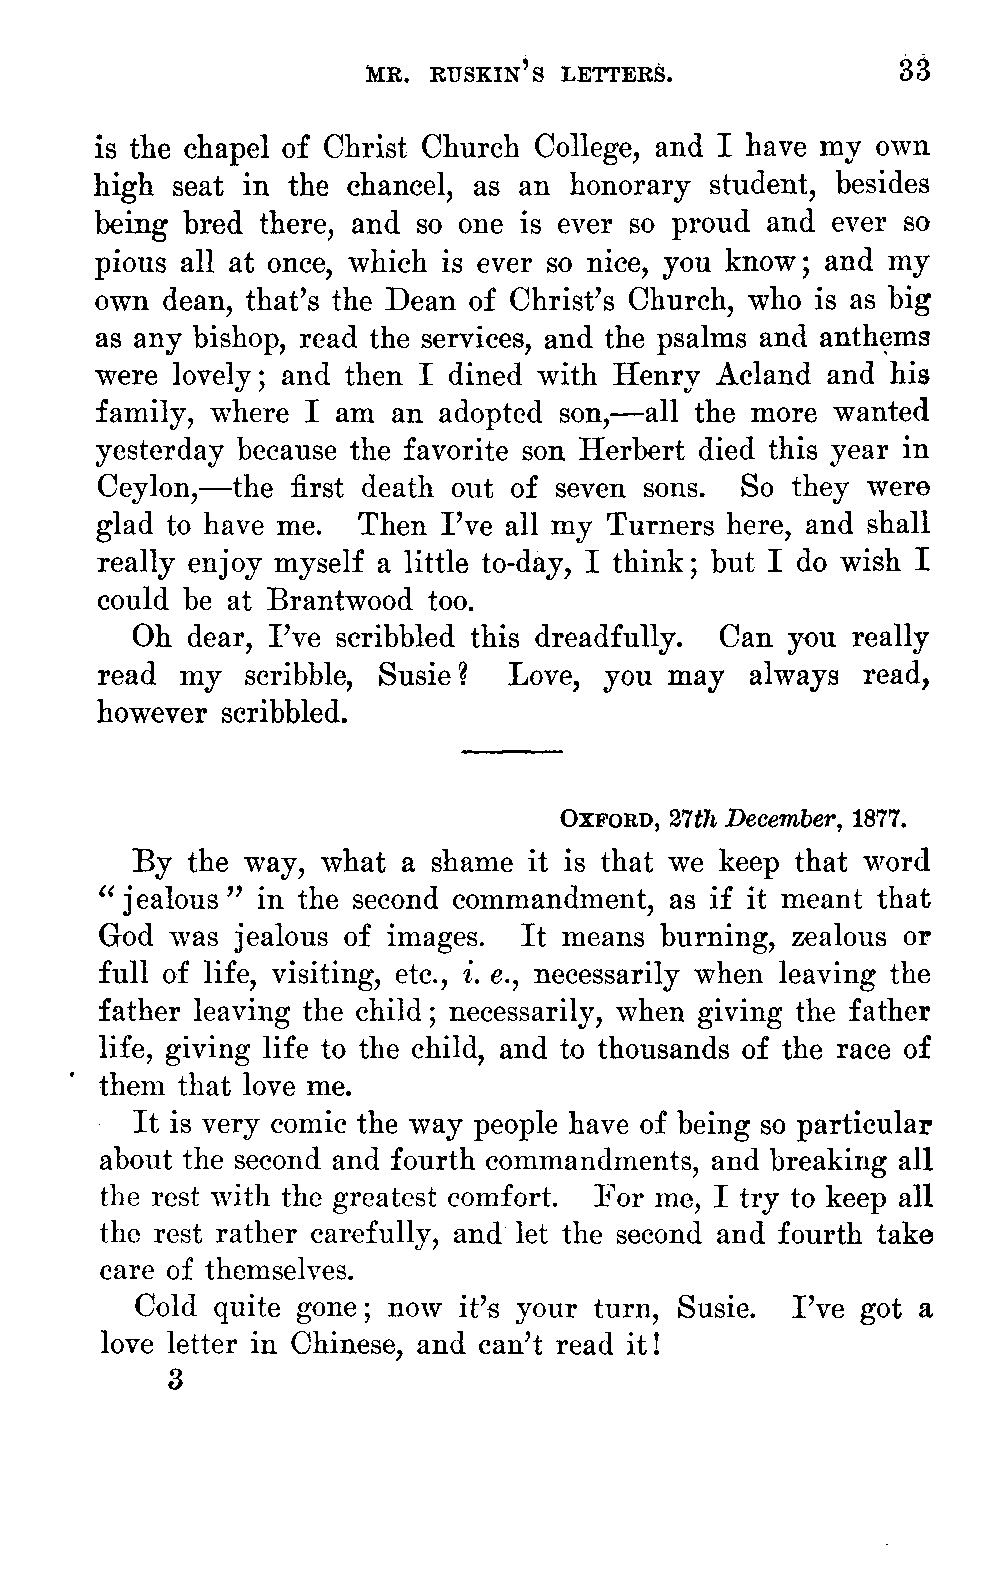 MR. RUSKIN'S LETTERS. 33
is the chapel of Christ Church College, and I have my own
high seat in the chancel, as an honorary student, besides
being bred there, and so one is ever so proud and ever so
pious all at once, which is ever so nice, you know; and my
own dean, that's the Dean of Christ's Church, who is as big
as any bishop, read the services, and the psalms and anthems
were lovely; and then I dined with Henry Acland and his
family, where I am an adopted son,—all the more wanted
yesterday because the favorite son Herbert died this year in
Ceylon,—the first death out of seven sons. So they were
glad to have me. Then I've all my Turners here, and shall
really enjoy myself a little to-day, I think; but I do wish I
could be at Brantwood too.
Oh dear, I've scribbled this dreadfully. Can you really
read my scribble, Susie? Love, you may always read,
however scribbled.
OXFORD, 27th December, 1877.
By the way, what a shame it is that we keep that word
"jealous" in the second commandment, as if it meant that
God was jealous of images. It means burning, zealous or
full of life, visiting, etc., i. e., necessarily when leaving the
father leaving the child; necessarily, when giving the father
life, giving life to the child, and to thousands of the race of
them that love me.
It is very comic the way people have of being so particular
about the second and fourth commandments, and breaking all
the rest with the greatest comfort. For me, I try to keep all
the rest rather carefully, and let the second and fourth take
care of themselves.
Cold quite gone; now it's your turn, Susie. I've got a
love letter in Chinese, and can't read it!
3